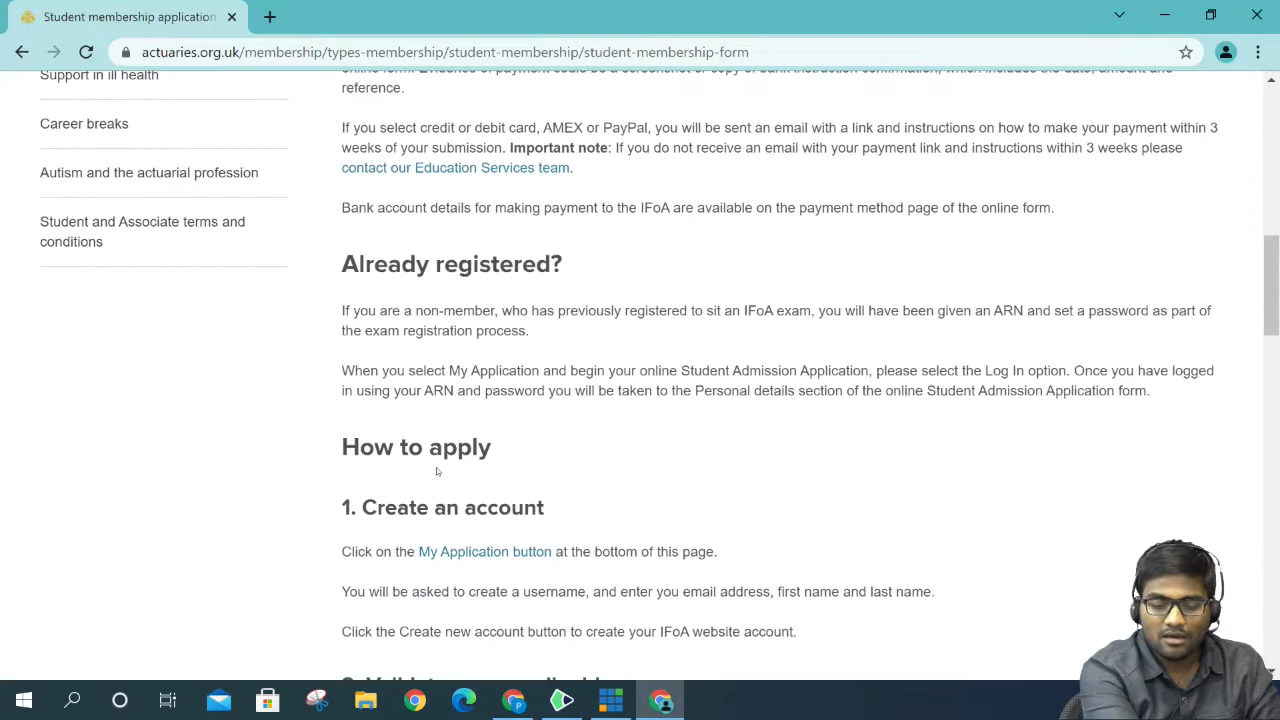 Student membership form
actuaries.org.uk/membership/types-membership/student-membership/student-membership-form
Support in ill health
Career breaks
Autism and the actuarial profession
Student and Associate terms and
conditions
reference.
If you select credit or debit card, AMEX or PayPal, you will be sent an email with a link and instructions on how to make your payment within 3
weeks of your submission. Important note: If you do not receive an email with your payment link and instructions within 3 weeks please
contact our Education Services team.
Bank account details for making payment to the IFoA are available on the payment method page of the online form.
Already registered?
If you are a non-member, who has previously registered to sit an IFoA exam, you will have been given an ARN and set a password as part of
the exam registration process.
When you select My Application and begin your online Student Admission Application, please select the Log In option. Once you have logged
in using your ARN and password you will be taken to the Personal details section of the online Student Admission Application form.
How to apply
1. Create an account
Click on the My Application button at the bottom of this page.
You will be asked to create a username, and enter you email address, first name and last name.
Click the Create new account button to create your IFoA website account.